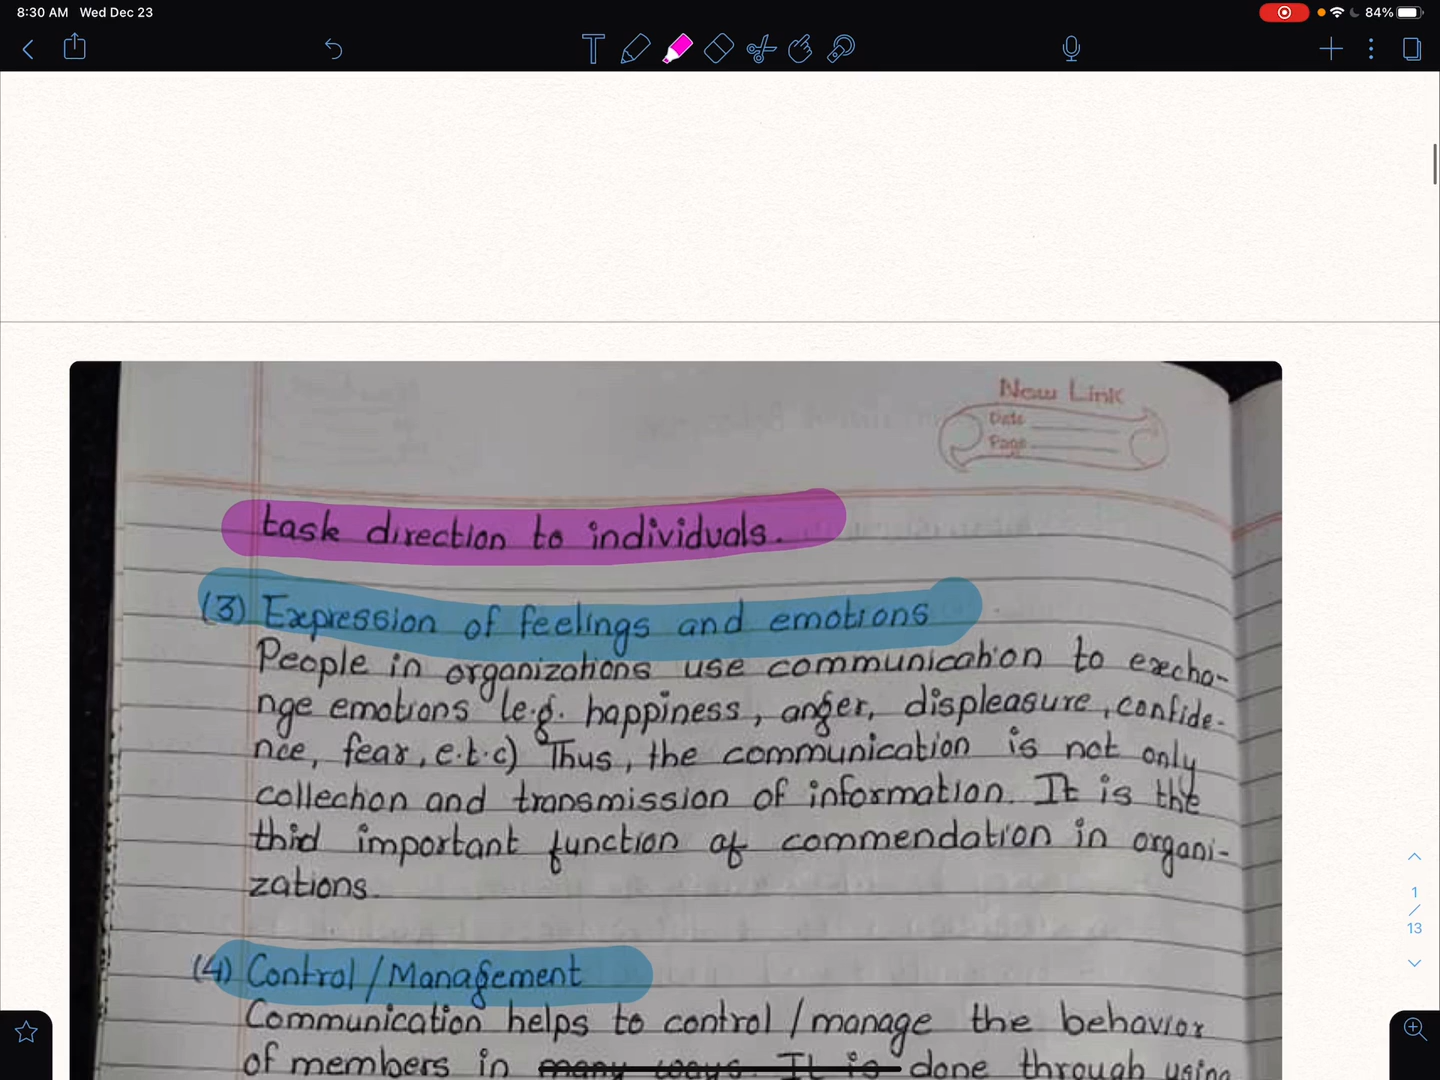 8:30 AM Wed Dec 23
84%
New Link
Date
Page
task direction to individuals.
(3) Expression of feelings and emotions
People in organizations use communication to excha-
nge emotions (e.g. happiness, anger, displeasure, confide-
nce, fear, e.t.c) Thus, the communication is not only
collection and transmission of information. It is the
thid important function of commendation in organi-
zations.
(4) Control/Management
Communication helps to control/manage the behavior
of members in many ways. It is done through using
1
/
13